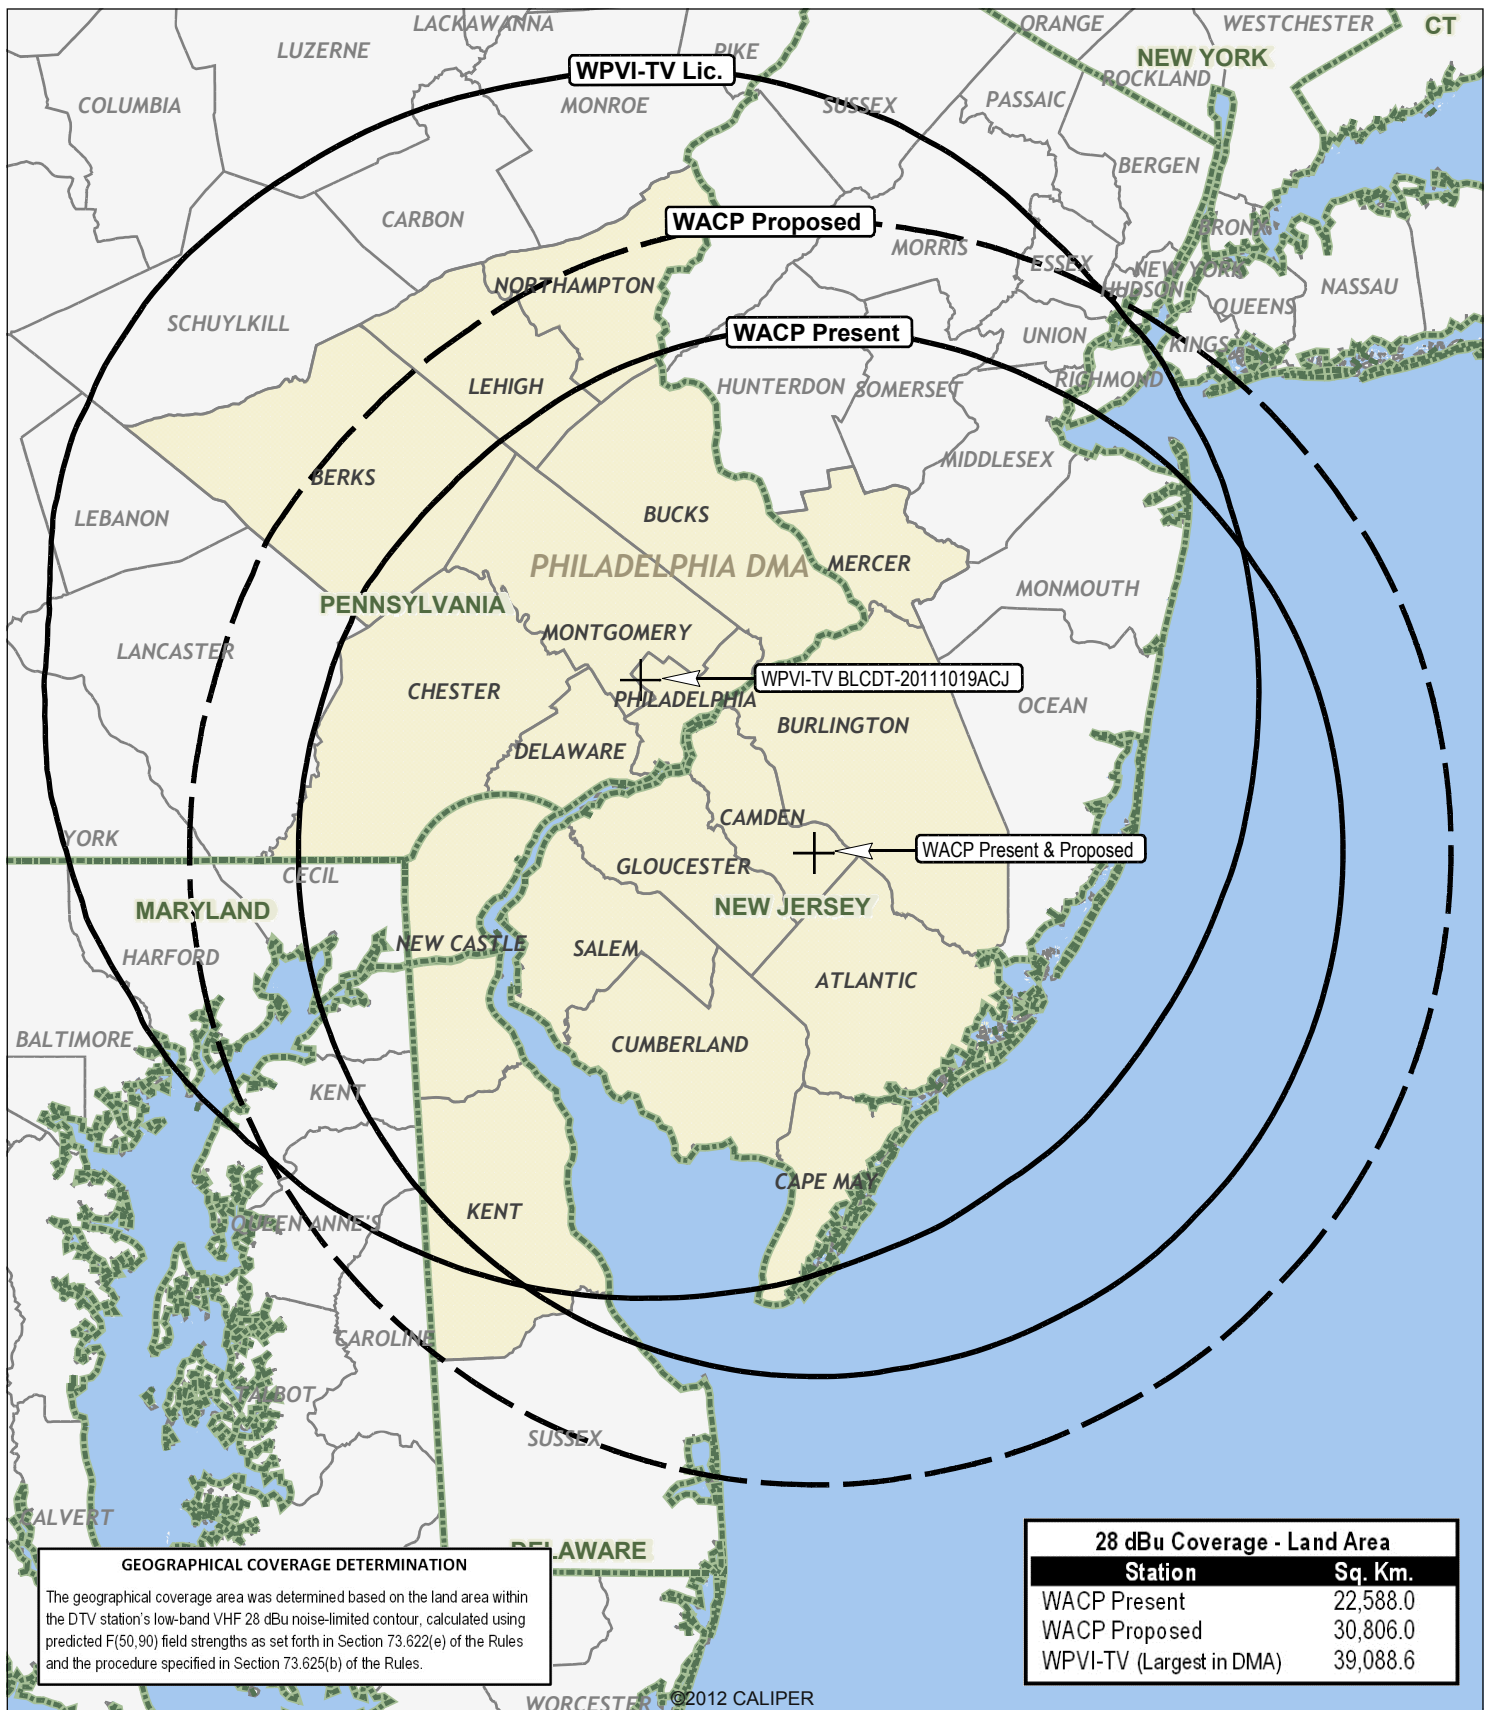 LACKAWANNA
ORANGE
WESTCHESTER
CT
LUZERNE
PIKE
NEW YORK
WPVI-TV Lic.
ROCKLAND
COLUMBIA
MONROE
SUSSEX
PASSAIC
BERGEN
CARBON
WACP Proposed
BRONX
MORRIS
ESSEX
NEW YORK
NORTHAMPTON
HUDSON
NASSAU
QUEENS
SCHUYLKILL
WACP Present
UNION
KINGS
LEHIGH
HUNTERDON
SOMERSET
RICHMOND
BERKS
MIDDLESEX
LEBANON
BUCKS
PHILADELPHIA DMA
MERCER
MONMOUTH
PENNSYLVANIA
MONTGOMERY
LANCASTER
WPVI-TV BLCDT-20111019ACJ
CHESTER
PHILADELPHIA
OCEAN
BURLINGTON
DELAWARE
CAMDEN
YORK
WACP Present & Proposed
GLOUCESTER
CECIL
MARYLAND
NEW JERSEY
NEW CASTLE
SALEM
HARFORD
ATLANTIC
BALTIMORE
CUMBERLAND
KENT
CAPE MAY
KENT
QUEEN ANNE'S
CAROLINE
TALBOT
SUSSEX
CALVERT
DELAWARE
GEOGRAPHICAL COVERAGE DETERMINATION
The geographical coverage area was determined based on the land area within
the DTV station's low-band VHF 28 dBu noise-limited contour, calculated using
predicted F(50,90) field strengths as set forth in Section 73.622(e) of the Rules
and the procedure specified in Section 73.625(b) of the Rules.
28 dBu Coverage - Land Area
Station Sq. Km.
WACP Present 22,588.0
WACP Proposed 30,806.0
WPVI-TV (Largest in DMA) 39,088.6
WORCESTER
©2012 CALIPER